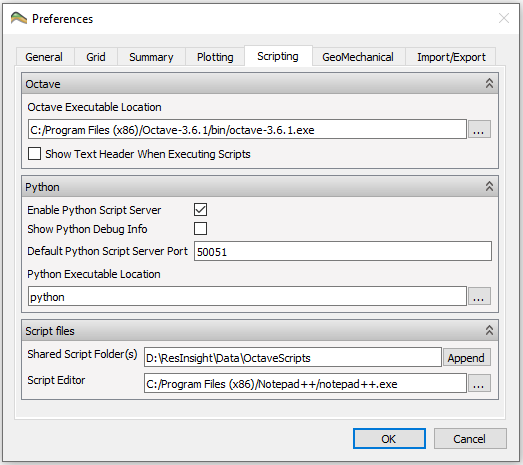 Preferences
General Grid Summary Plotting Scripting GeoMechanical Import/Export
Octave
Octave Executable Location
C:/Program Files (x86)/Octave-3.6.1/bin/octave-3.6.1.exe ...
Show Text Header When Executing Scripts
Python
Enable Python Script Server
Show Python Debug Info
Default Python Script Server Port 50051
Python Executable Location
python ...
Script files
Shared Script Folder(s) D:\ResInsight\Data\OctaveScripts Append
Script Editor C:/Program Files (x86)/Notepad++/notepad++.exe ...
OK Cancel